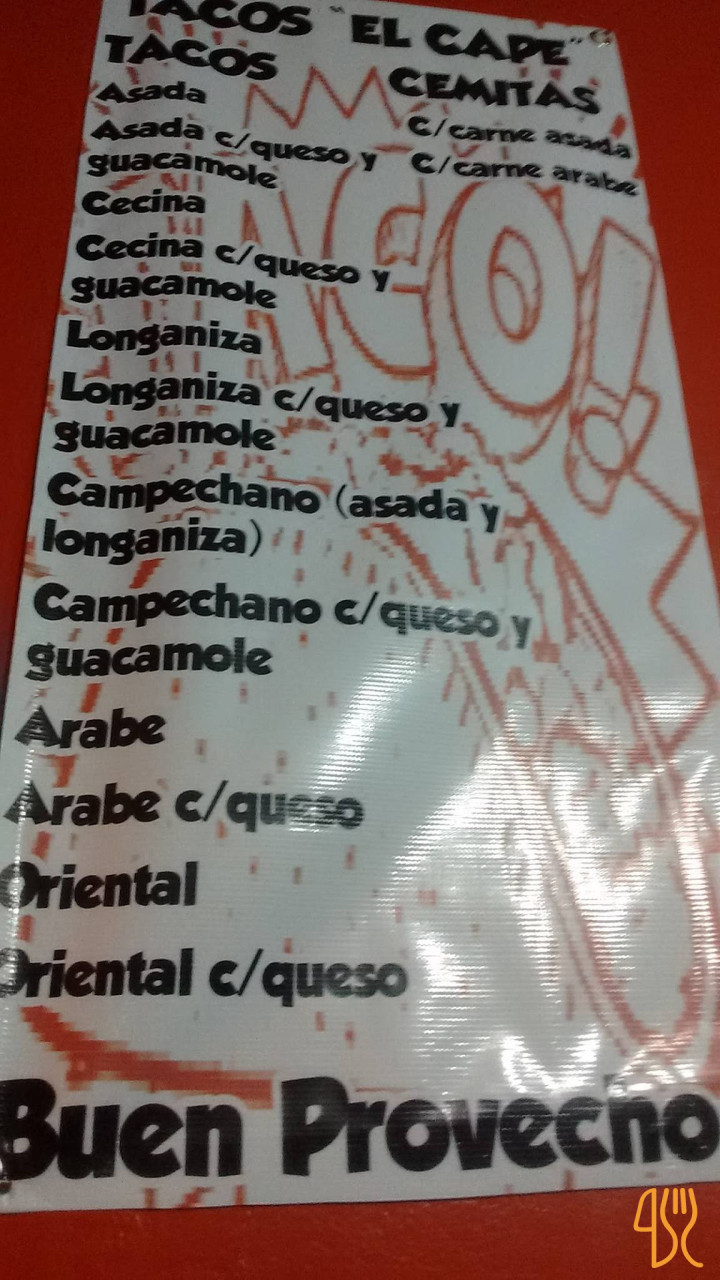 TACOS "EL CAPE"
TACOS
Asada
Asada c/queso y
guacamole
Cecina
Cecina c/queso y
guacamole
Longaniza
Longaniza c/queso y
guacamole
Campechano (asada y
longaniza)
Campechano c/queso y
guacamole
Arabe
Arabe c/queso
Oriental
Oriental c/queso
CEMITAS
C/carne asada
C/carne arabe
TACO!
Buen Provecho